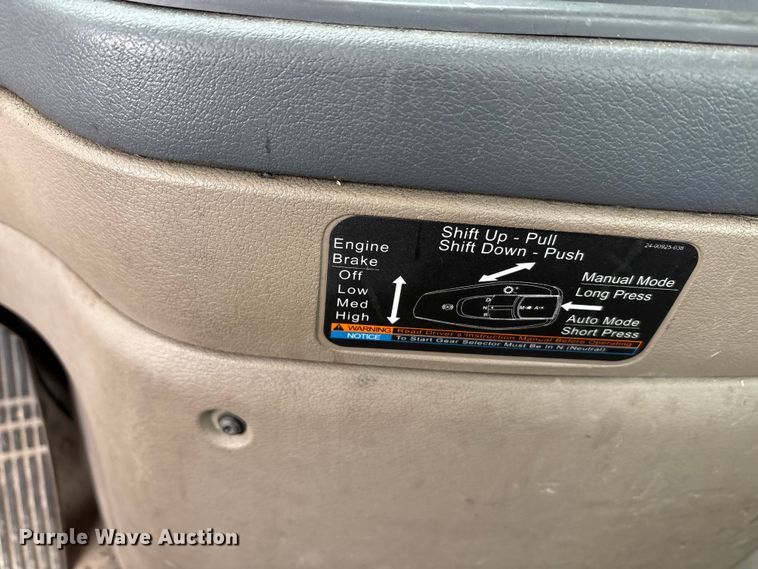 Shift Up - Pull
Shift Down - Push
24-00925-038
Engine
Brake
Off
Low
Med
High
Manual Mode
Long Press
Auto Mode
Short Press
D
N
R
M A
WARNING Read Driver's Instruction Manual Before Operating
NOTICE To Start Gear Selector Must Be In N (Neutral).
Purple Wave Auction